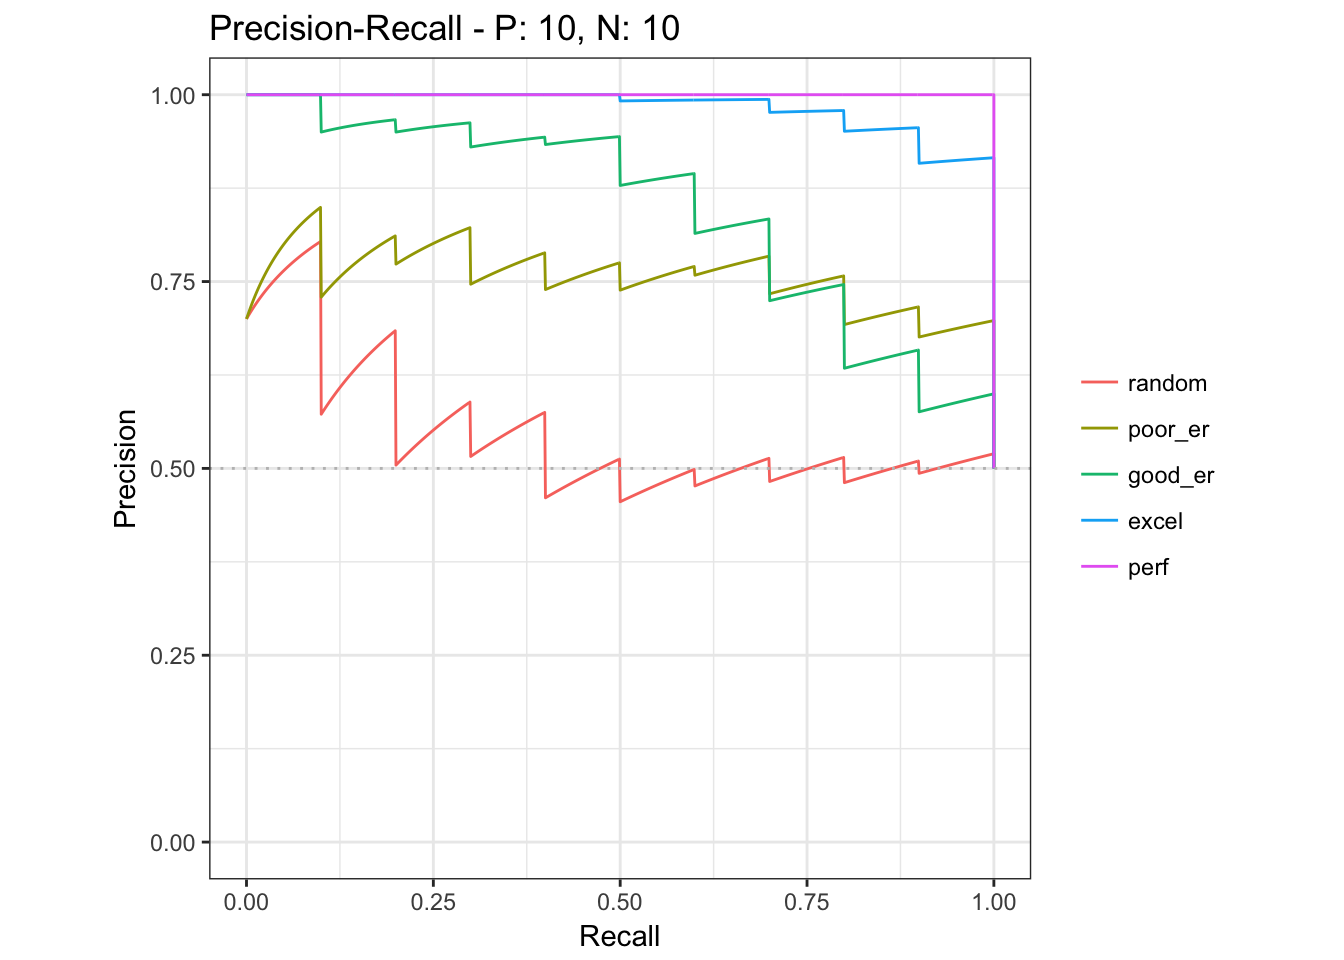 Precision-Recall - P: 10, N: 10
1.00
0.75
0.50
0.25
0.00
Precision
0.00 0.25 0.50 0.75 1.00
Recall
random
poor_er
good_er
excel
perf